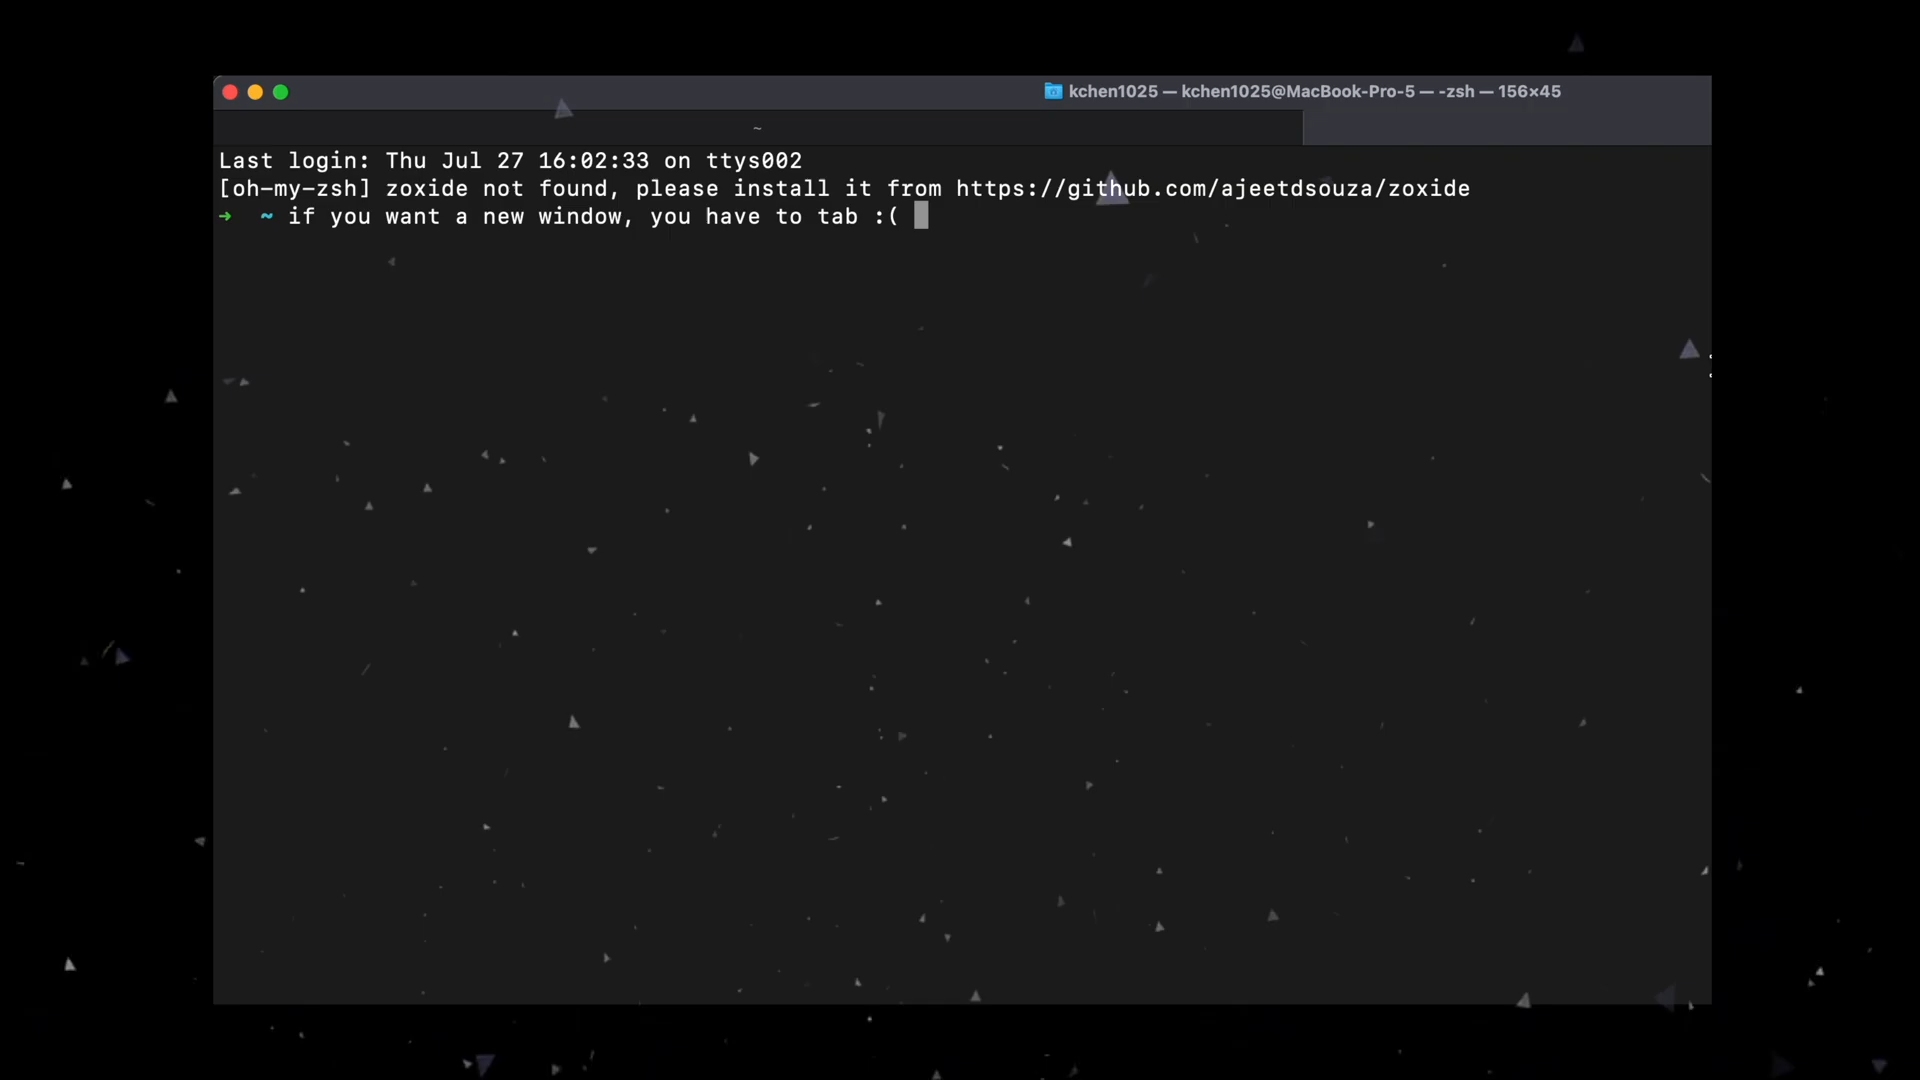 kchen1025 — kchen1025@MacBook-Pro-5 — -zsh — 156×45
~
Last login: Thu Jul 27 16:02:33 on ttys002
[oh-my-zsh] zoxide not found, please install it from https://github.com/ajeetdsouza/zoxide
➜  ~ if you want a new window, you have to tab :(